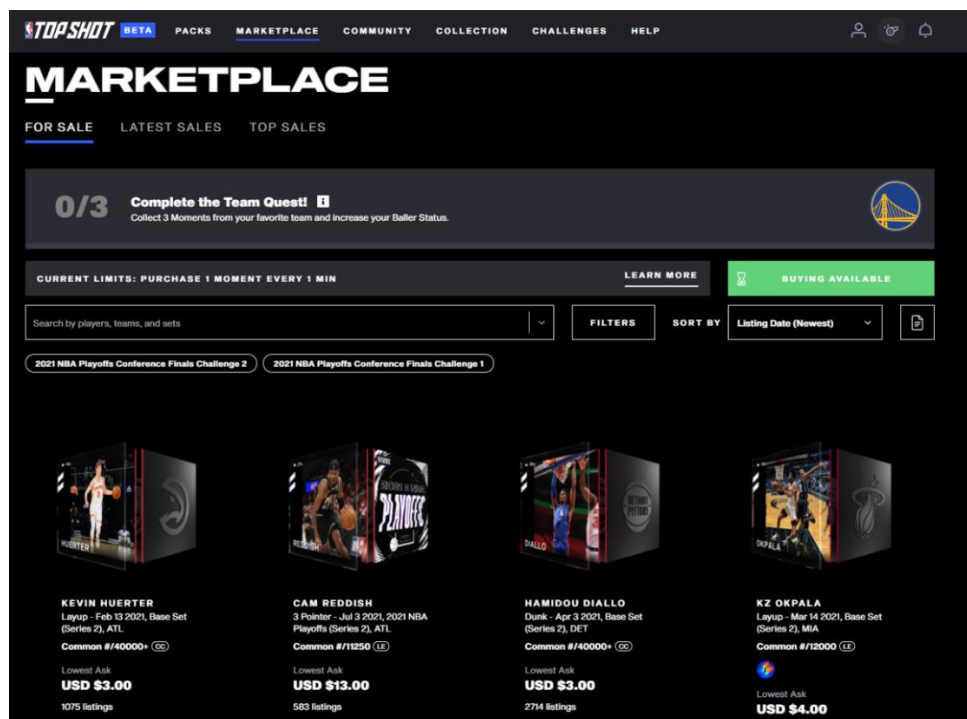 TOP SHOT BETA PACKS MARKETPLACE COMMUNITY COLLECTION CHALLENGES HELP
MARKETPLACE
FOR SALE LATEST SALES TOP SALES
0/3 Complete the Team Quest!
Collect 3 Moments from your favorite team and increase your Baller Status.
CURRENT LIMITS: PURCHASE 1 MOMENT EVERY 1 MIN LEARN MORE BUYING AVAILABLE
Search by players, teams, and sets FILTERS SORT BY Listing Date (Newest)
2021 NBA Playoffs Conference Finals Challenge 2 2021 NBA Playoffs Conference Finals Challenge 1
HUERTER REDDISH PLAYOFFS DIALLO DETROIT PISTONS OKPALA
KEVIN HUERTER
Layup - Feb 13 2021, Base Set
(Series 2), ATL
Common #/40000+ CC
Lowest Ask
USD $3.00
1075 listings
CAM REDDISH
3 Pointer - Jul 3 2021, 2021 NBA
Playoffs (Series 2), ATL
Common #/11250 LE
Lowest Ask
USD $13.00
583 listings
HAMIDOU DIALLO
Dunk - Apr 3 2021, Base Set
(Series 2), DET
Common #/40000+ CC
Lowest Ask
USD $3.00
2714 listings
KZ OKPALA
Layup - Mar 14 2021, Base Set
(Series 2), MIA
Common #/12000 LE
Lowest Ask
USD $4.00